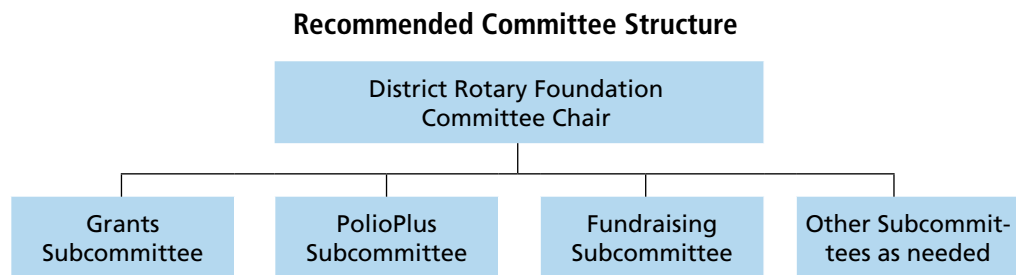 Recommended Committee Structure
District Rotary Foundation
Committee Chair
Grants
Subcommittee
PolioPlus
Subcommittee
Fundraising
Subcommittee
Other Subcommit-
tees as needed